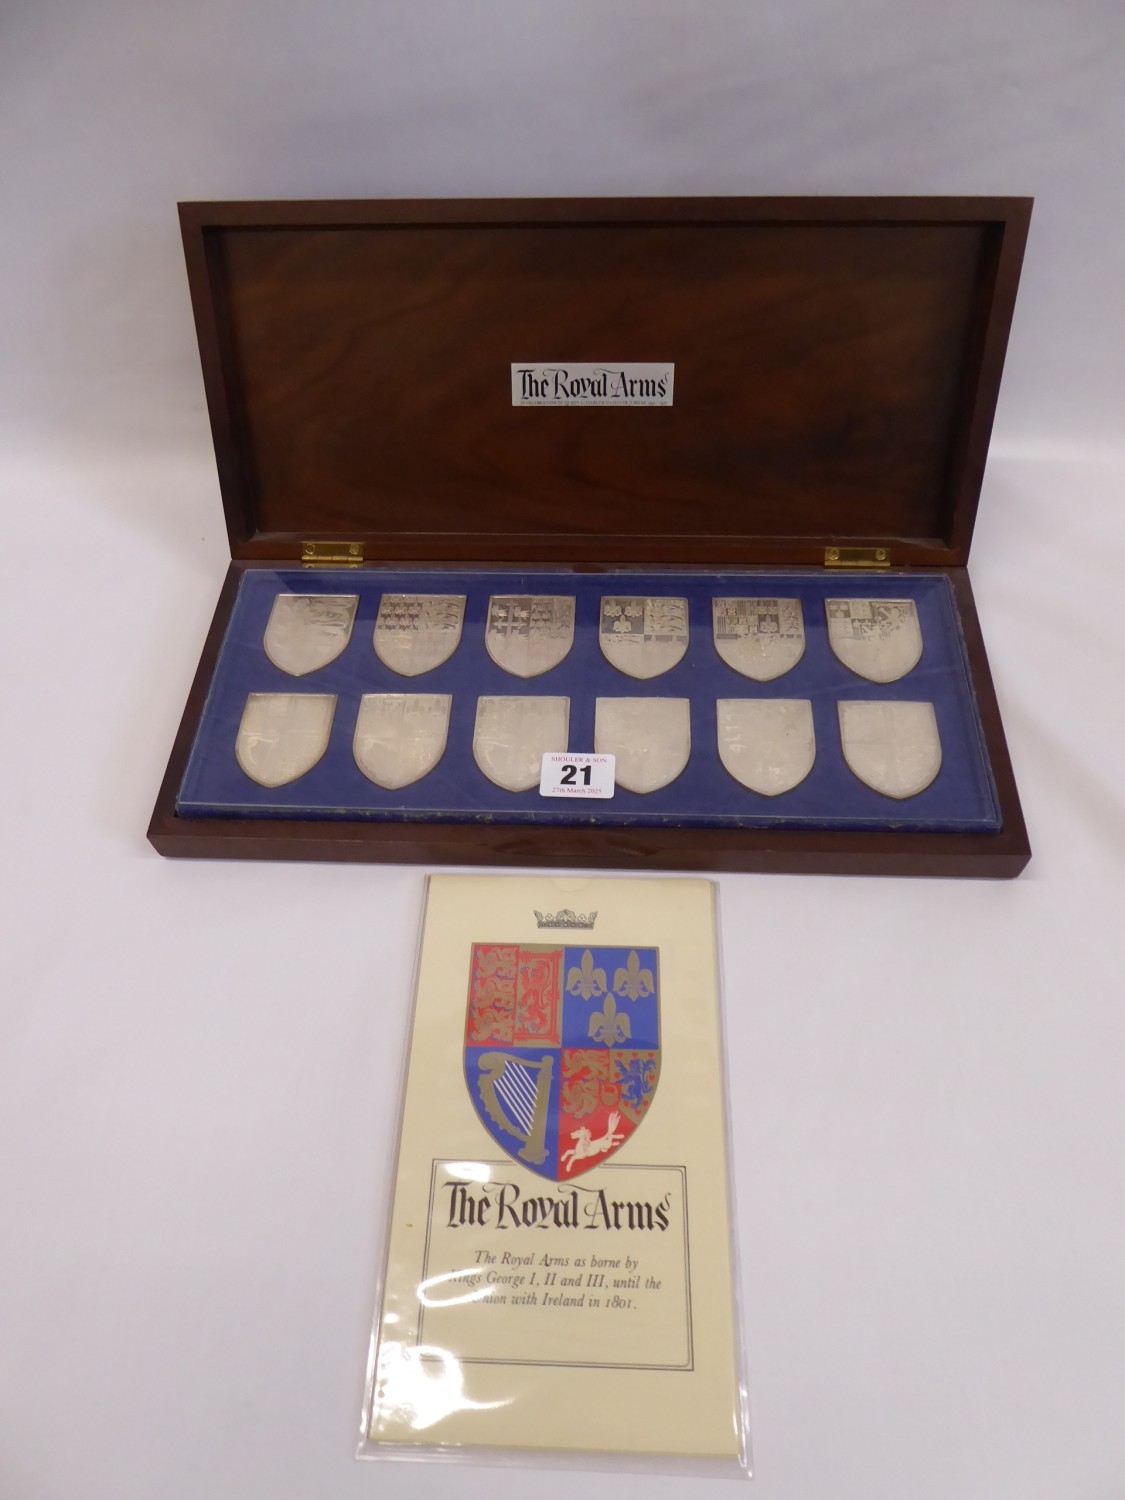 The Royal Arms
SHOULER & SON
21
27th March 2025
The Royal Arms
The Royal Arms as borne by
Kings George I, II and III, until the
Union with Ireland in 1801.